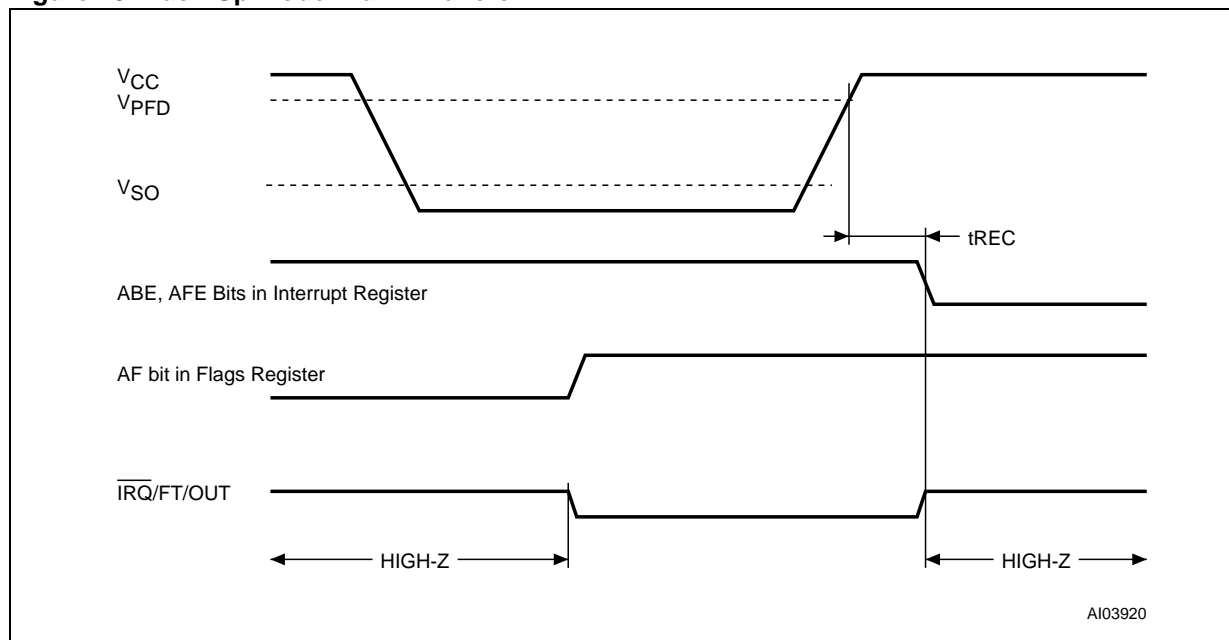 VCC
VPFD
VSO
tREC
ABE, AFE Bits in Interrupt Register
AF bit in Flags Register
IRQ/FT/OUT
HIGH-Z
HIGH-Z
AI03920